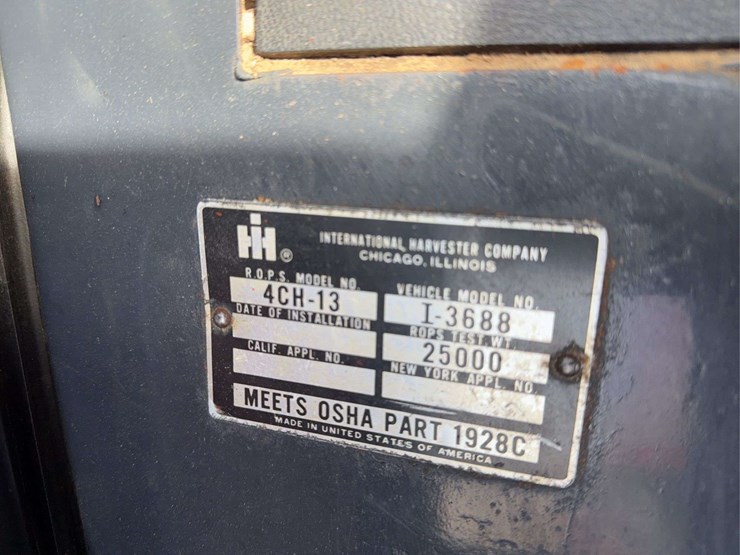 IH ®
INTERNATIONAL HARVESTER COMPANY
CHICAGO, ILLINOIS
R.O.P.S. MODEL NO.
4CH-13
VEHICLE MODEL NO.
I-3688
DATE OF INSTALLATION
ROPS TEST. WT.
25000
CALIF. APPL. NO.
NEW YORK APPL. NO.
MEETS OSHA PART 1928C
MADE IN UNITED STATES OF AMERICA